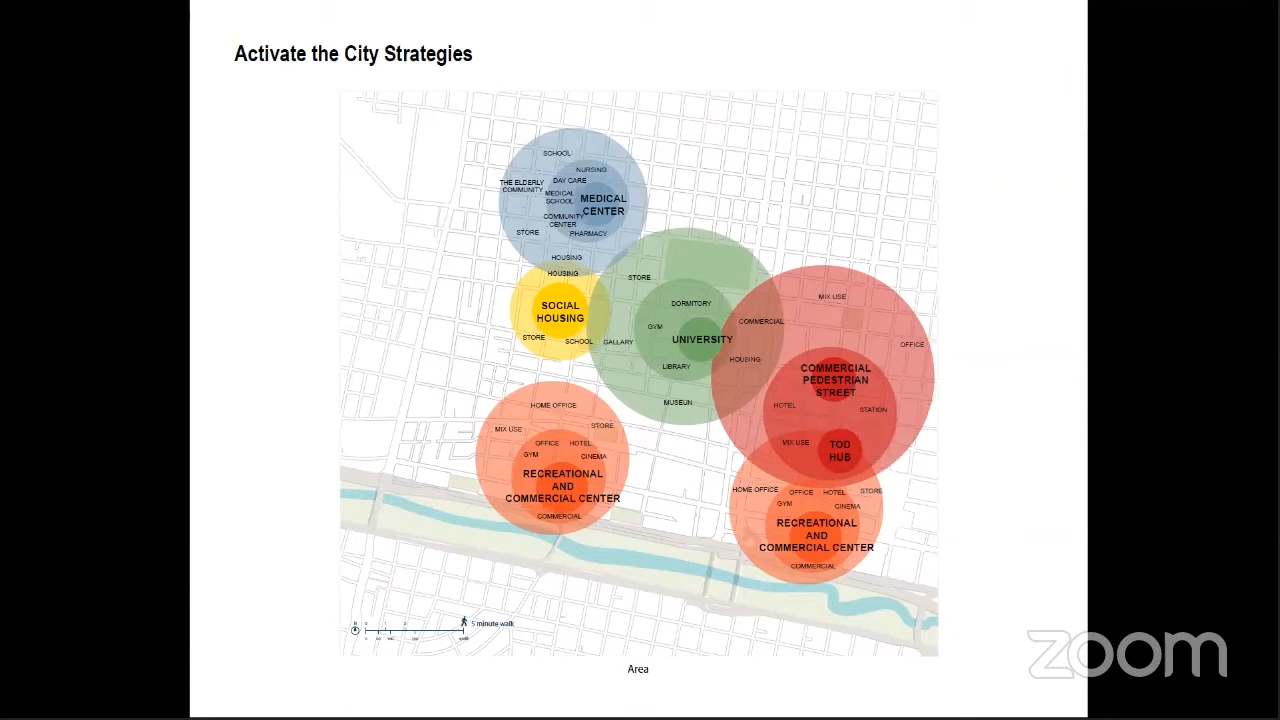 Activate the City Strategies
SCHOOL
NURSING
DAY CARE
THE ELDERLY
COMMUNITY
MEDICAL
SCHOOL
MEDICAL
CENTER
COMMUNITY
CENTER
STORE
PHARMACY
HOUSING
HOUSING
SOCIAL
HOUSING
STORE
SCHOOL
STORE
DORMITORY
GYM
UNIVERSITY
GALLARY
LIBRARY
MUSEUN
COMMERCIAL
HOUSING
MIX USE
OFFICE
COMMERCIAL
PEDESTRIAN
STREET
HOTEL
STATION
MIX USE
TOD
HUB
HOME OFFICE
MIX USE
STORE
OFFICE
HOTEL
GYM
CINEMA
RECREATIONAL
AND
COMMERCIAL CENTER
COMMERCIAL
HOME OFFICE
OFFICE
HOTEL
STORE
GYM
CINEMA
RECREATIONAL
AND
COMMERCIAL CENTER
COMMERCIAL
5 minute walk
Area
zoom